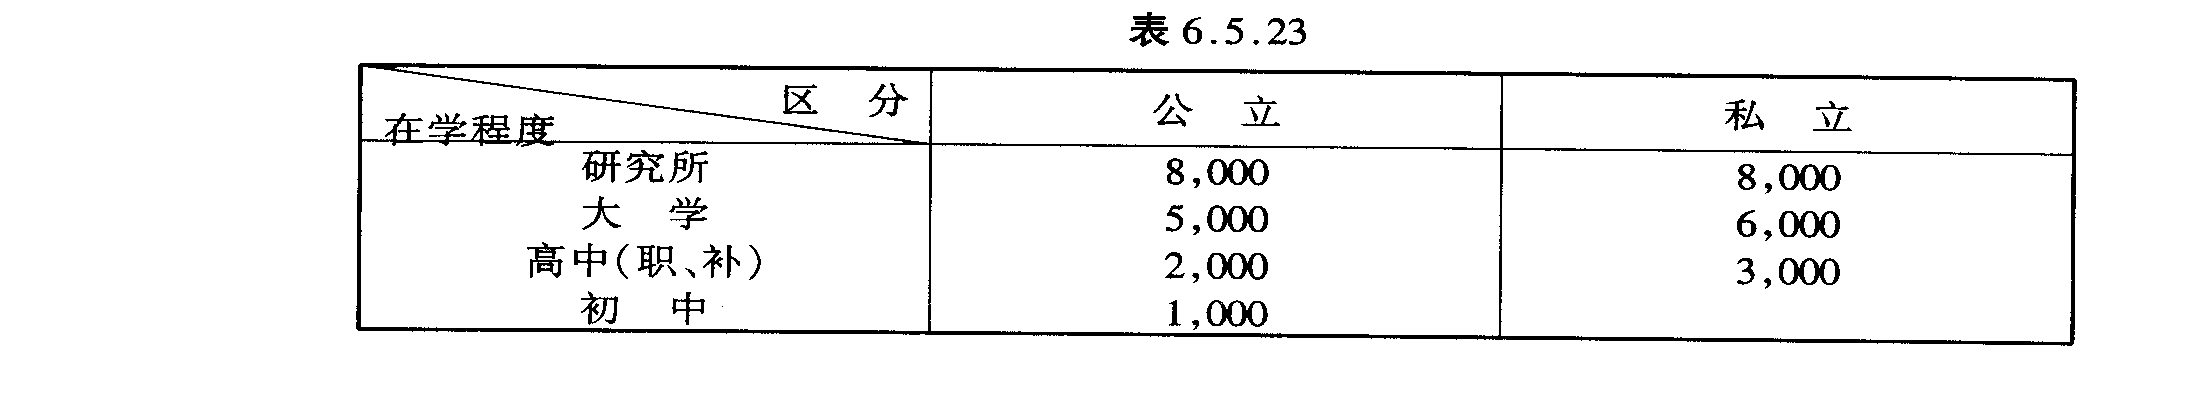 表 6.5.23
区 分 公 立 私 立
在学程度
研究所 8,000 8,000
大 学 5,000 6,000
高中(职、补) 2,000 3,000
初 中 1,000